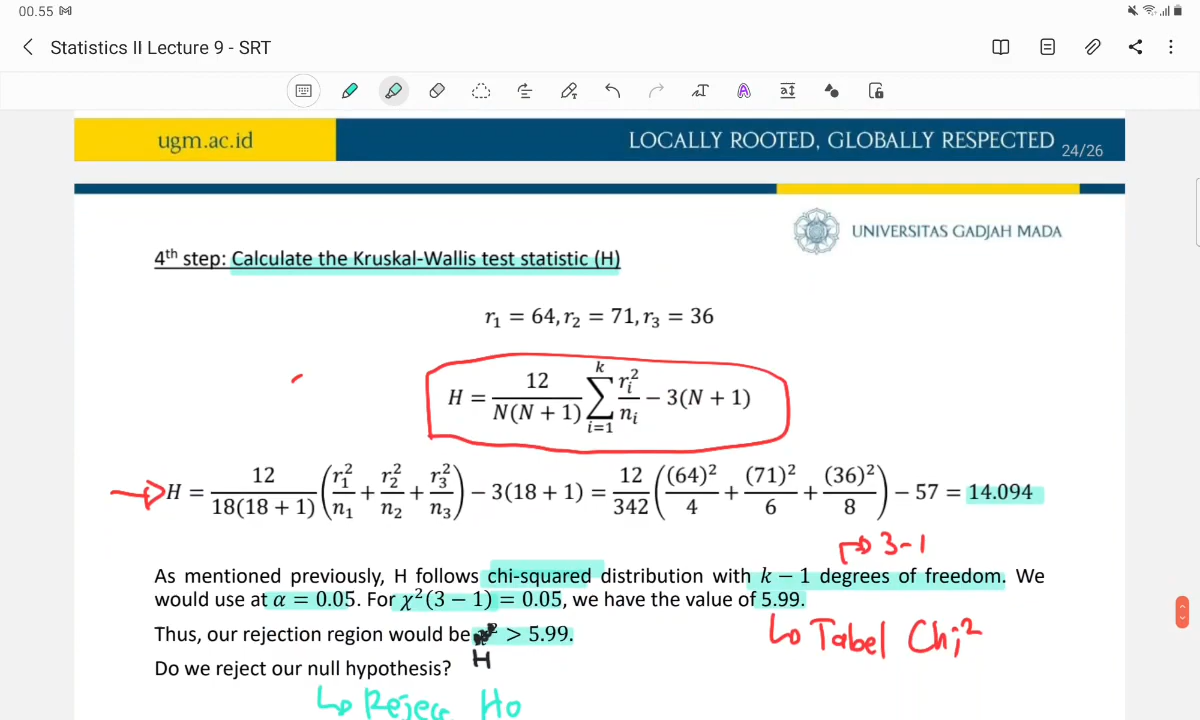 00.55
Statistics II Lecture 9 - SRT
ugm.ac.id
LOCALLY ROOTED, GLOBALLY RESPECTED
24/26
UNIVERSITAS GADJAH MADA
4th step: Calculate the Kruskal-Wallis test statistic (H)
r₁ = 64, r₂ = 71, r₃ = 36
H = 12/N(N + 1) ∑ᵢ₌₁ᵏ rᵢ²/nᵢ − 3(N + 1)
H = 12/18(18 + 1) (r₁²/n₁ + r₂²/n₂ + r₃²/n₃) − 3(18 + 1) = 12/342 ((64)²/4 + (71)²/6 + (36)²/8) − 57 = 14.094
↳ 3-1
As mentioned previously, H follows chi-squared distribution with k − 1 degrees of freedom. We
would use at α = 0.05. For χ²(3 − 1) = 0.05, we have the value of 5.99.
↳ Tabel Chi²
Thus, our rejection region would be > 5.99.
H
Do we reject our null hypothesis?
↳ Rejec Ho